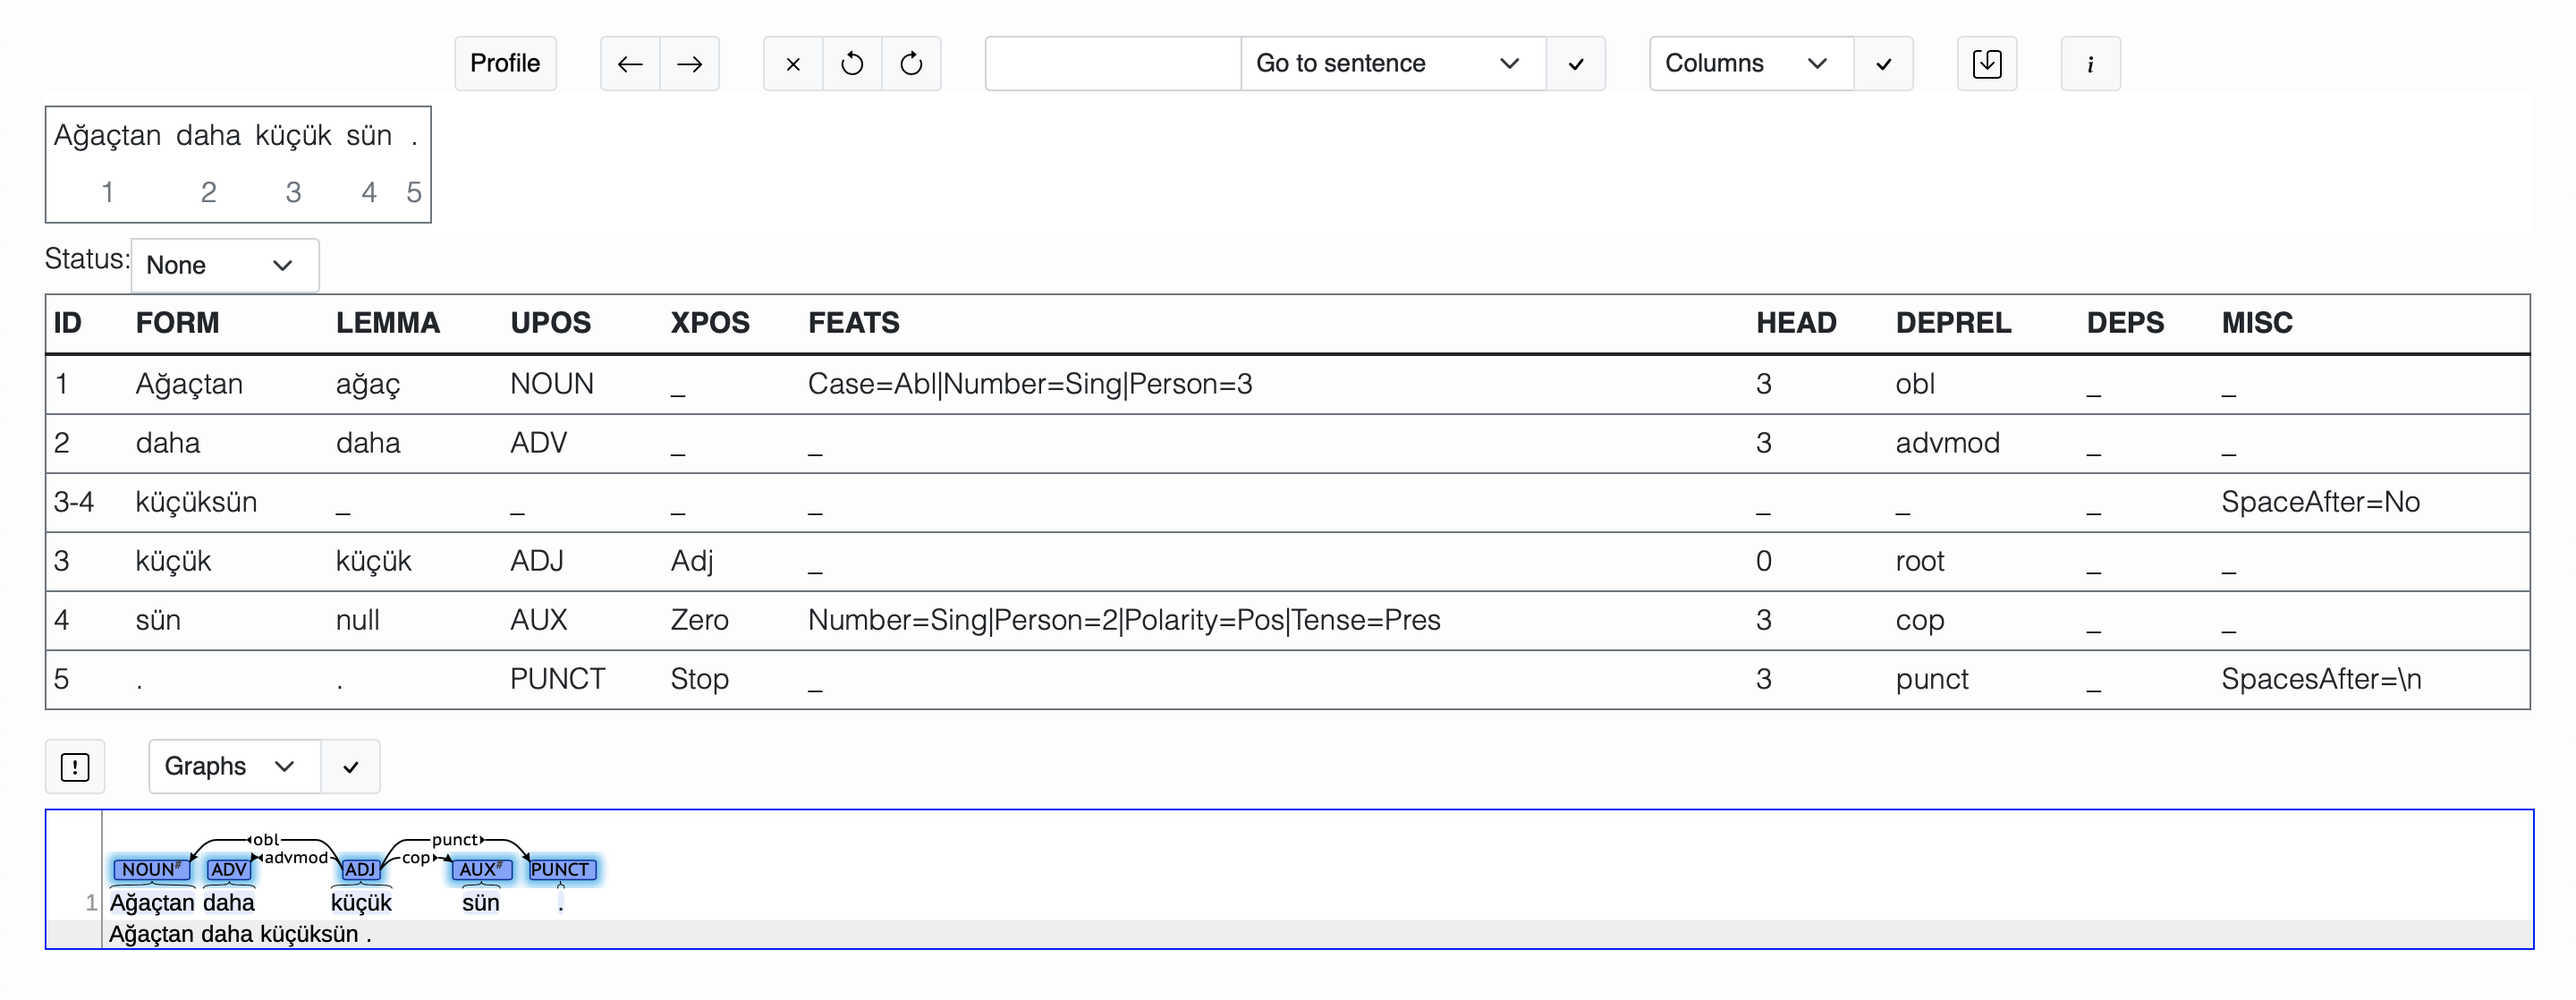 Profile ← → × Go to sentence Columns i
Ağaçtan daha küçük sün .
1 2 3 4 5
Status: None
ID FORM LEMMA UPOS XPOS FEATS HEAD DEPREL DEPS MISC
1 Ağaçtan ağaç NOUN _ Case=Abl|Number=Sing|Person=3 3 obl _ _
2 daha daha ADV _ _ 3 advmod _ _
3-4 küçüksün _ _ _ _ _ _ _ SpaceAfter=No
3 küçük küçük ADJ Adj _ 0 root _ _
4 sün null AUX Zero Number=Sing|Person=2|Polarity=Pos|Tense=Pres 3 cop _ _
5 . . PUNCT Stop _ 3 punct _ SpacesAfter=\n
! Graphs
obl punct
advmod cop
NOUN# ADV ADJ AUX# PUNCT
1 Ağaçtan daha küçük sün .
Ağaçtan daha küçüksün .